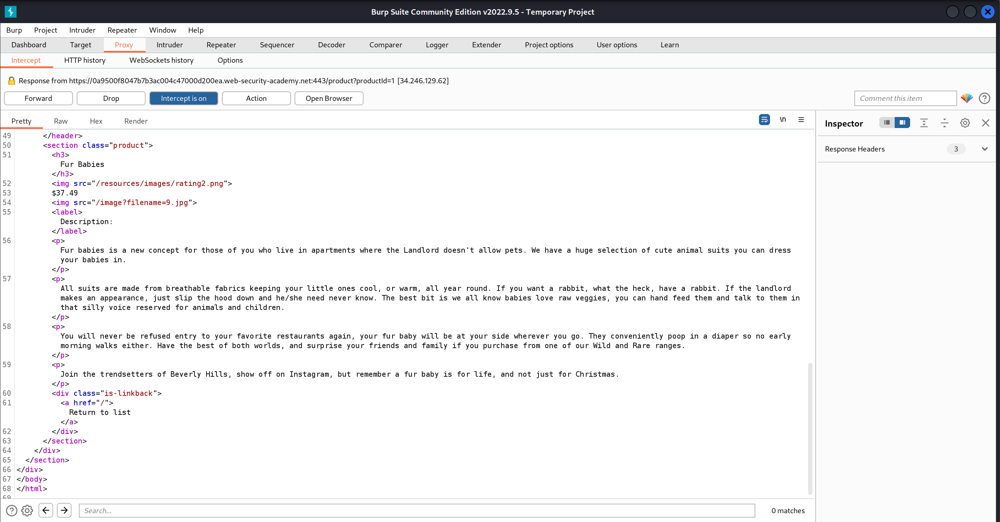 Burp Suite Community Edition v2022.9.5 - Temporary Project
Burp Project Intruder Repeater Window Help
Dashboard Target Proxy Intruder Repeater Sequencer Decoder Comparer Logger Extender Project options User options Learn
Intercept HTTP history WebSockets history Options
Response from https://0a9500f8047b7b3ac004c47000d200ea.web-security-academy.net:443/product?productId=1 [34.246.129.62]
Forward Drop Intercept is on Action Open Browser Comment this item
Pretty Raw Hex Render \n
Inspector
Response Headers 3
49 </header>
50 <section class="product">
51 <h3>
Fur Babies
</h3>
52 <img src="/resources/images/rating2.png">
53 $37.49
54 <img src="/image?filename=9.jpg">
55 <label>
Description:
</label>
56 <p>
Fur babies is a new concept for those of you who live in apartments where the Landlord doesn't allow pets. We have a huge selection of cute animal suits you can dress
your babies in.
</p>
57 <p>
All suits are made from breathable fabrics keeping your little ones cool, or warm, all year round. If you want a rabbit, what the heck, have a rabbit. If the landlord
makes an appearance, just slip the hood down and he/she need never know. The best bit is we all know babies love raw veggies, you can hand feed them and talk to them in
that silly voice reserved for animals and children.
</p>
58 <p>
You will never be refused entry to your favorite restaurants again, your fur baby will be at your side wherever you go. They conveniently poop in a diaper so no early
morning walks either. Have the best of both worlds, and surprise your friends and family if you purchase from one of our Wild and Rare ranges.
</p>
59 <p>
Join the trendsetters of Beverly Hills, show off on Instagram, but remember a fur baby is for life, and not just for Christmas.
</p>
60 <div class="is-linkback">
61 <a href="/">
Return to list
</a>
62 </div>
63 </section>
64 </div>
65 </section>
66 </div>
67 </body>
68 </html>
69
Search... 0 matches